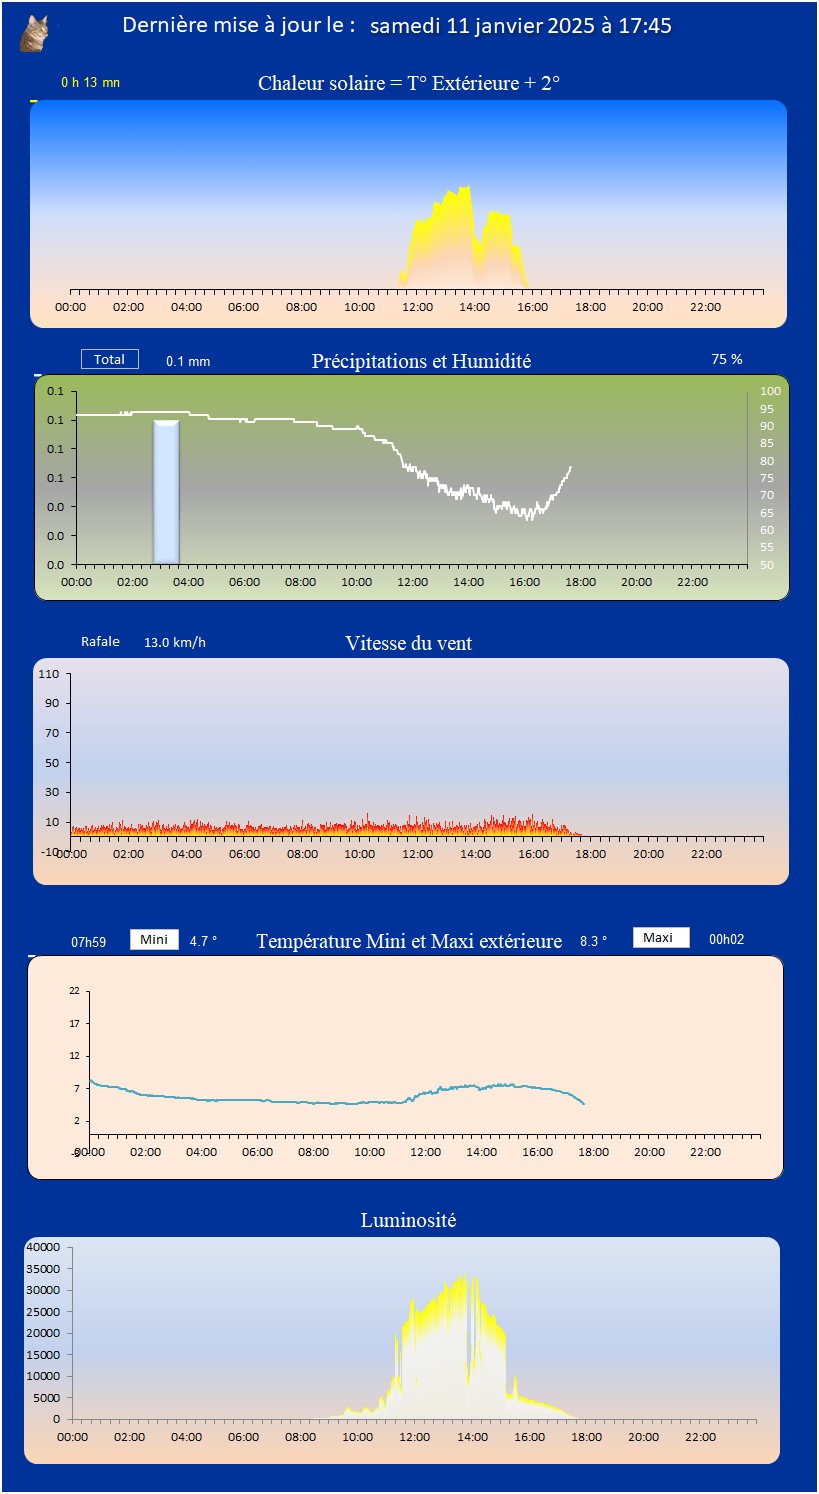 Dernière mise à jour le : samedi 11 janvier 2025 à 17:45
0 h 13 mn
Chaleur solaire = T° Extérieure + 2°
00:00 02:00 04:00 06:00 08:00 10:00 12:00 14:00 16:00 18:00 20:00 22:00
Total 0.1 mm Précipitations et Humidité 75 %
0.1 100
95
0.1 90
85
0.1 80
0.1 75
70
0.0 65
60
0.0 55
0.0 50
00:00 02:00 04:00 06:00 08:00 10:00 12:00 14:00 16:00 18:00 20:00 22:00
Rafale 13.0 km/h Vitesse du vent
110
90
70
50
30
10
-10
00:00 02:00 04:00 06:00 08:00 10:00 12:00 14:00 16:00 18:00 20:00 22:00
07h59 Mini 4.7 ° Température Mini et Maxi extérieure 8.3 ° Maxi 00h02
22
17
12
7
2
00:00 02:00 04:00 06:00 08:00 10:00 12:00 14:00 16:00 18:00 20:00 22:00
Luminosité
40000
35000
30000
25000
20000
15000
10000
5000
0
00:00 02:00 04:00 06:00 08:00 10:00 12:00 14:00 16:00 18:00 20:00 22:00